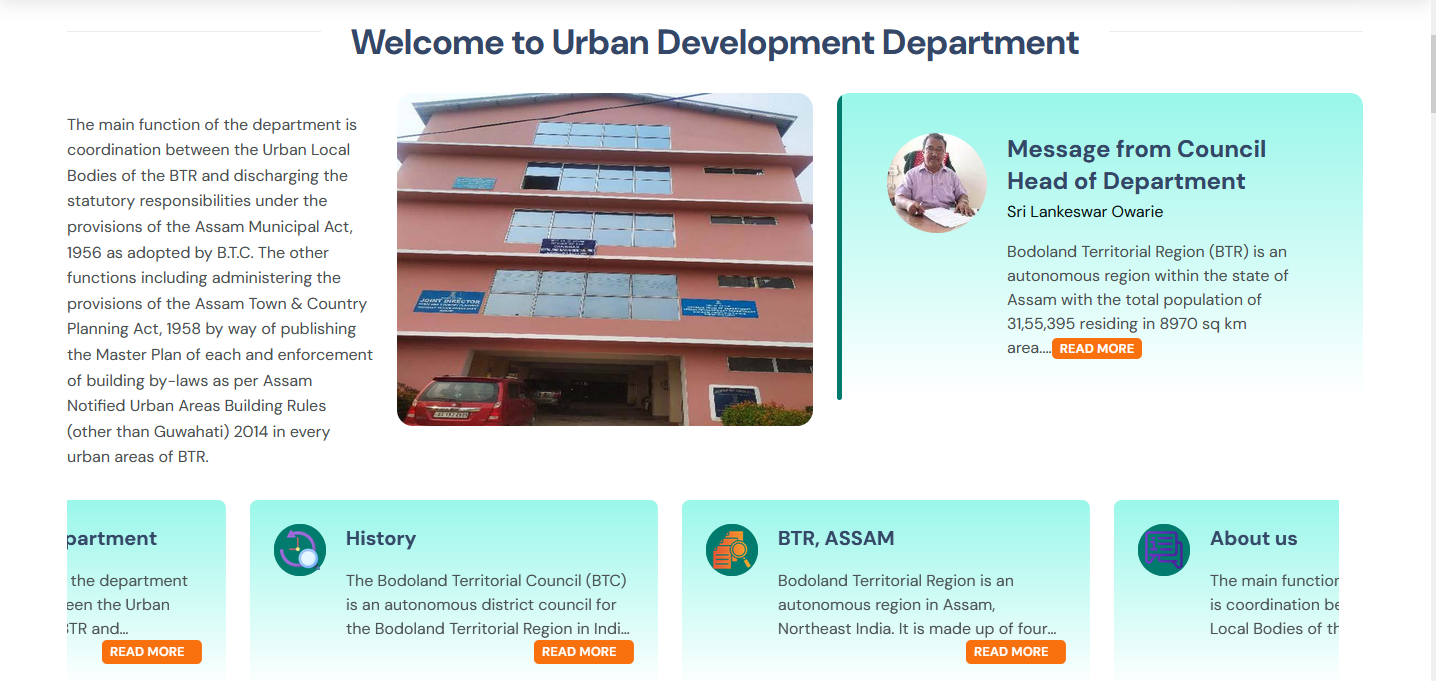 Welcome to Urban Development Department
The main function of the department is
coordination between the Urban Local
Bodies of the BTR and discharging the
statutory responsibilities under the
provisions of the Assam Municipal Act,
1956 as adopted by B.T.C. The other
functions including administering the
provisions of the Assam Town & Country
Planning Act, 1958 by way of publishing
the Master Plan of each and enforcement
of building by-laws as per Assam
Notified Urban Areas Building Rules
(other than Guwahati) 2014 in every
urban areas of BTR.
JOINT DIRECTOR
Message from Council
Head of Department
Sri Lankeswar Owarie
Bodoland Territorial Region (BTR) is an
autonomous region within the state of
Assam with the total population of
31,55,395 residing in 8970 sq km
area.... READ MORE
partment
the department
een the Urban
BTR and...
READ MORE
History
The Bodoland Territorial Council (BTC)
is an autonomous district council for
the Bodoland Territorial Region in Indi...
READ MORE
BTR, ASSAM
Bodoland Territorial Region is an
autonomous region in Assam,
Northeast India. It is made up of four...
READ MORE
About us
The main function
is coordination be
Local Bodies of th